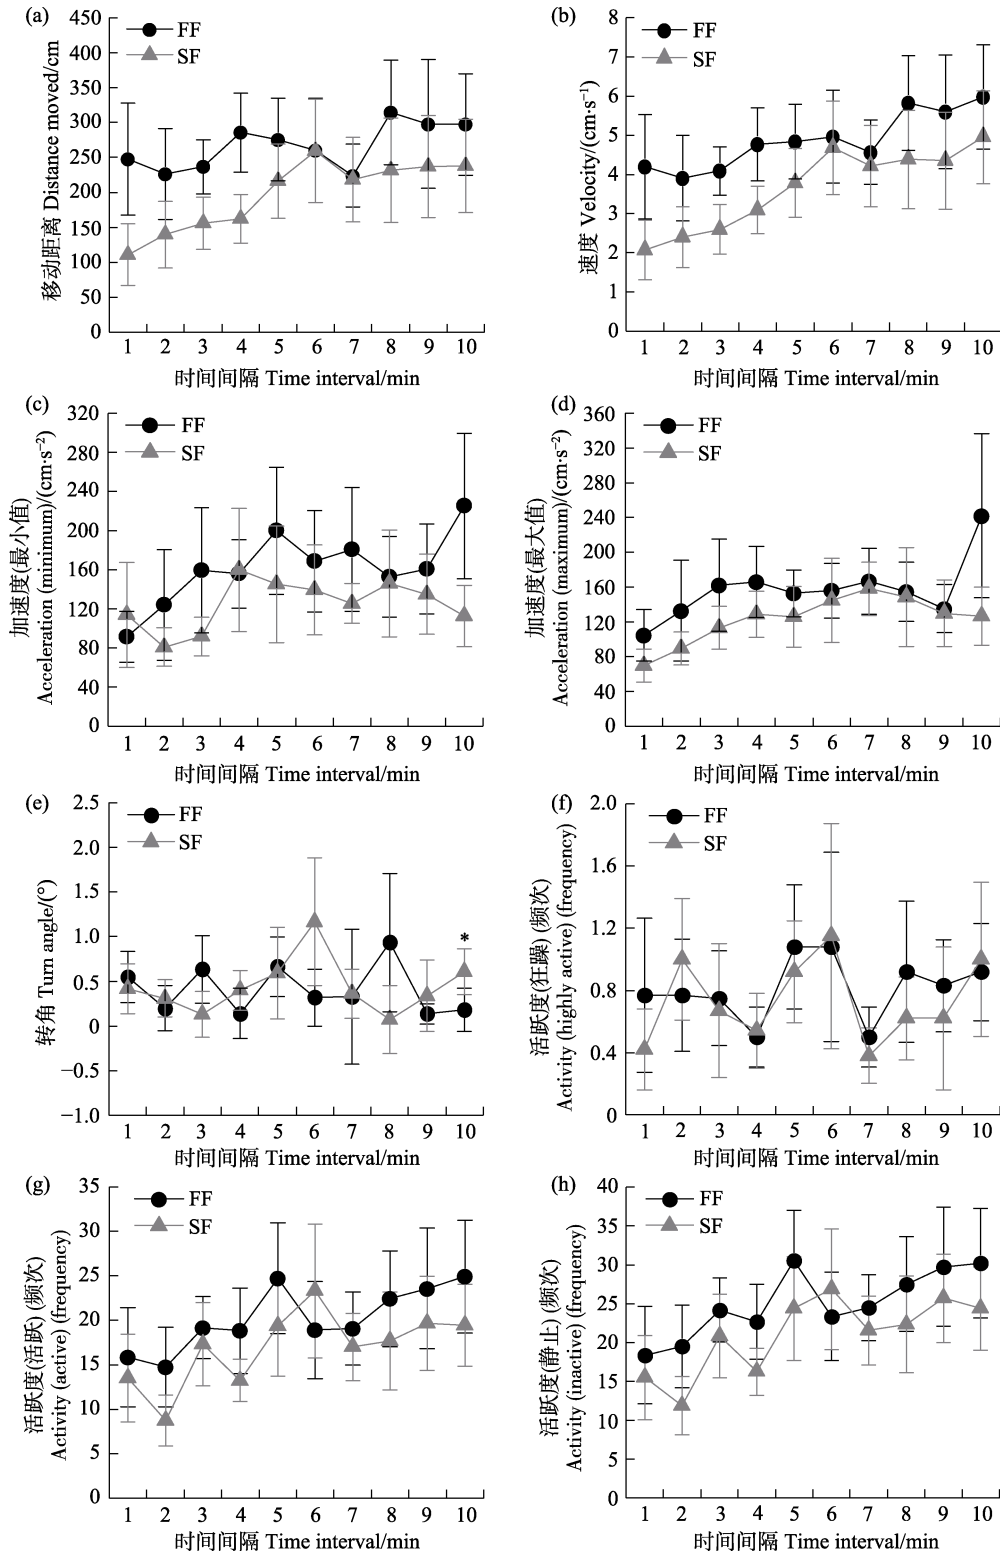 (a)
450
400
350
300
250
200
150
100
50
0
移动距离 Distance moved/cm
FF
SF
1 2 3 4 5 6 7 8 9 10
时间间隔 Time interval/min
(b)
8
7
6
5
4
3
2
1
0
速度 Velocity/(cm·s⁻¹)
FF
SF
1 2 3 4 5 6 7 8 9 10
时间间隔 Time interval/min
(c)
320
280
240
200
160
120
80
40
0
加速度(最小值)
Acceleration (minimum)/(cm·s⁻²)
FF
SF
1 2 3 4 5 6 7 8 9 10
时间间隔 Time interval/min
(d)
360
320
280
240
200
160
120
80
40
0
加速度(最大值)
Acceleration (maximum)/(cm·s⁻²)
FF
SF
1 2 3 4 5 6 7 8 9 10
时间间隔 Time interval/min
(e)
2.5
2.0
1.5
1.0
0.5
0
−0.5
−1.0
转角 Turn angle/(°)
FF
SF
*
1 2 3 4 5 6 7 8 9 10
时间间隔 Time interval/min
(f)
2.0
1.6
1.2
0.8
0.4
0
活跃度(狂躁) (频次)
Activity (highly active) (frequency)
FF
SF
1 2 3 4 5 6 7 8 9 10
时间间隔 Time interval/min
(g)
35
30
25
20
15
10
5
0
活跃度(活跃) (频次)
Activity (active) (frequency)
FF
SF
1 2 3 4 5 6 7 8 9 10
时间间隔 Time interval/min
(h)
40
35
30
25
20
15
10
5
0
活跃度(静止) (频次)
Activity (inactive) (frequency)
FF
SF
1 2 3 4 5 6 7 8 9 10
时间间隔 Time interval/min